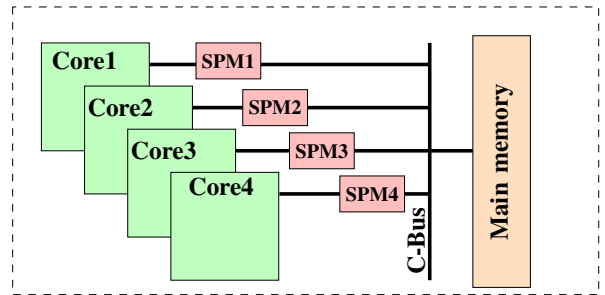 Core1
SPM1
Core2
SPM2
Core3
SPM3
Core4
SPM4
C-Bus
Main memory